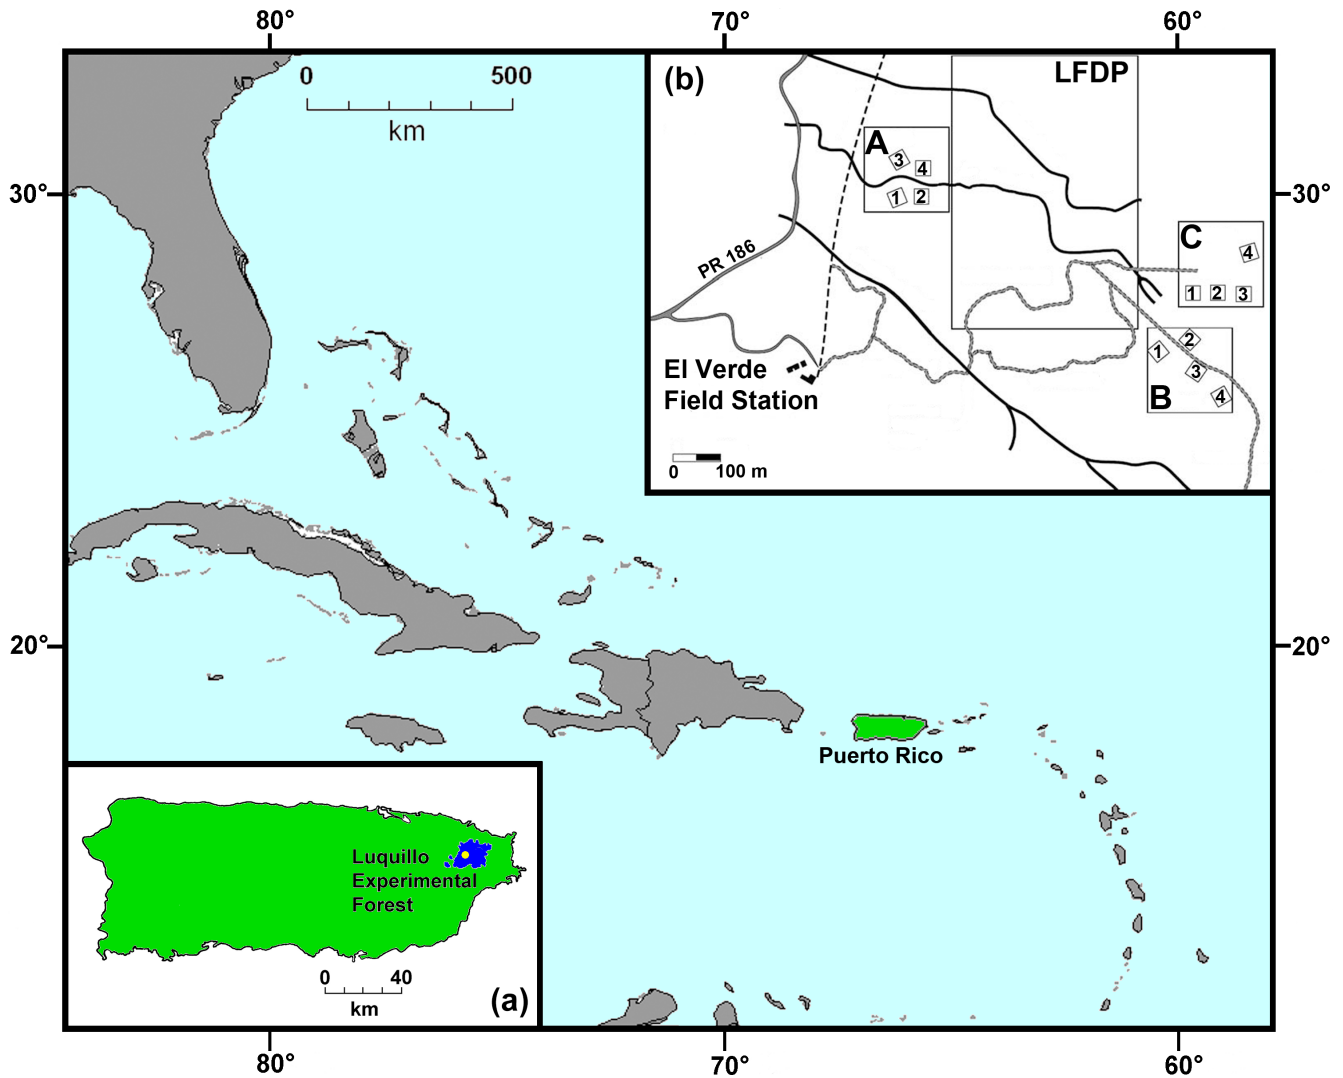 80°
70°
60°
0 500
km
30°
30°
20°
20°
(b)
LFDP
A
3
4
1
2
PR 186
C
4
1 2 3
2
1
3
4
B
El Verde
Field Station
0 100 m
Puerto Rico
Luquillo
Experimental
Forest
0 40
km
(a)
80°
70°
60°